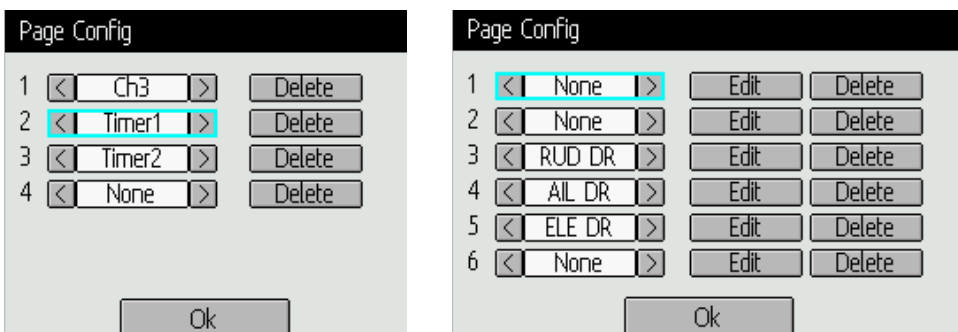 Page Config
1 < Ch3 > Delete
2 < Timer1 > Delete
3 < Timer2 > Delete
4 < None > Delete
Ok
Page Config
1 < None > Edit Delete
2 < None > Edit Delete
3 < RUD DR > Edit Delete
4 < AIL DR > Edit Delete
5 < ELE DR > Edit Delete
6 < None > Edit Delete
Ok